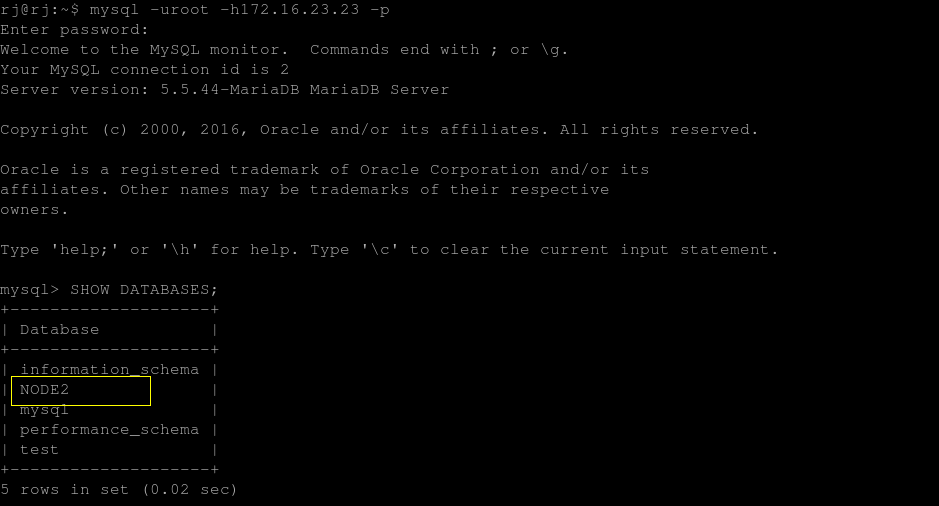 rj@rj:~$ mysql -uroot -h172.16.23.23 -p
Enter password:
Welcome to the MySQL monitor.  Commands end with ; or \g.
Your MySQL connection id is 2
Server version: 5.5.44-MariaDB MariaDB Server
Copyright (c) 2000, 2016, Oracle and/or its affiliates. All rights reserved.
Oracle is a registered trademark of Oracle Corporation and/or its
affiliates. Other names may be trademarks of their respective
owners.
Type 'help;' or '\h' for help. Type '\c' to clear the current input statement.
mysql> SHOW DATABASES;
+--------------------+
| Database           |
+--------------------+
| information_schema |
| NODE2              |
| mysql              |
| performance_schema |
| test               |
+--------------------+
5 rows in set (0.02 sec)